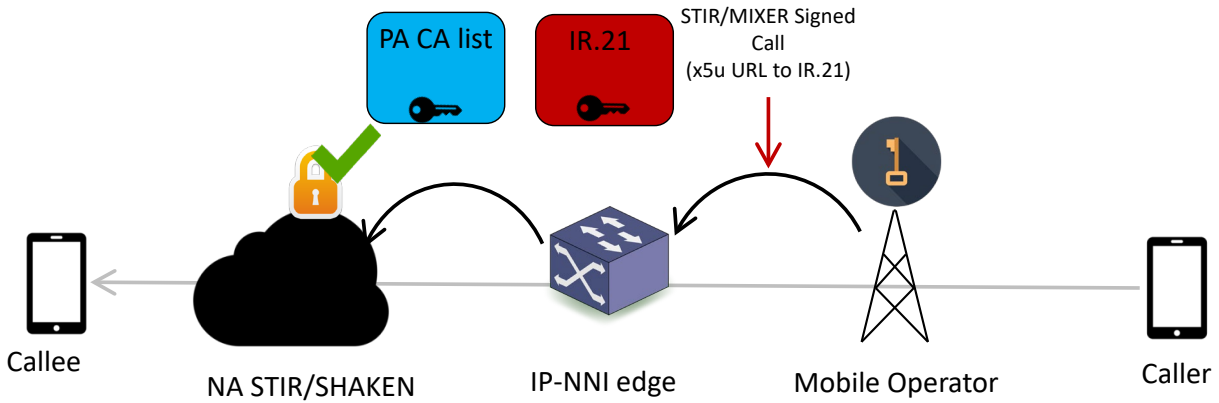 PA CA list
IR.21
STIR/MIXER Signed
Call
(x5u URL to IR.21)
Callee
NA STIR/SHAKEN
IP-NNI edge
Mobile Operator
Caller